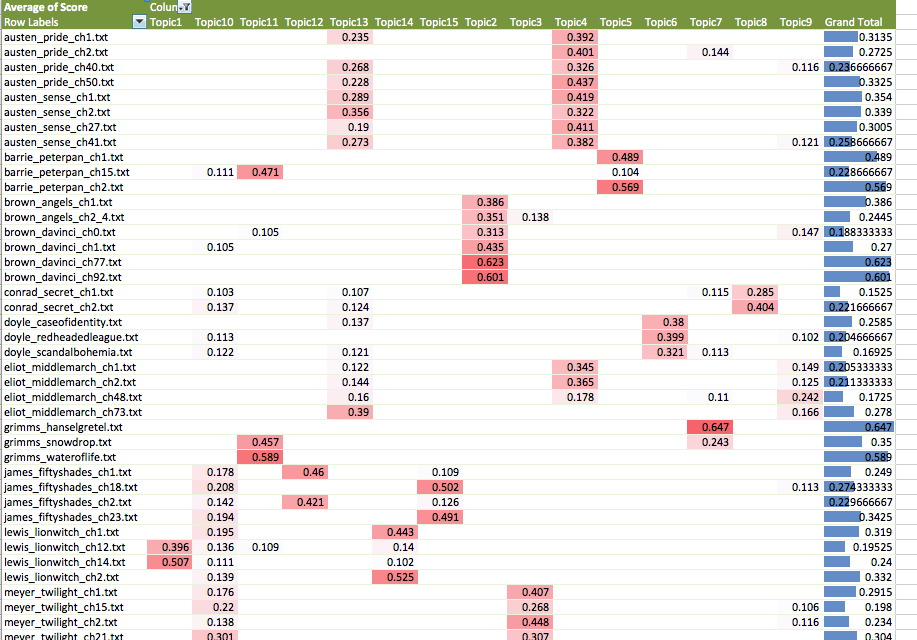 Average of Score Colun
Row Labels Topic1 Topic10 Topic11 Topic12 Topic13 Topic14 Topic15 Topic2 Topic3 Topic4 Topic5 Topic6 Topic7 Topic8 Topic9 Grand Total
austen_pride_ch1.txt 0.235 0.392 0.3135
austen_pride_ch2.txt 0.401 0.144 0.2725
austen_pride_ch40.txt 0.268 0.326 0.116 0.236666667
austen_pride_ch50.txt 0.228 0.437 0.3325
austen_sense_ch1.txt 0.289 0.419 0.354
austen_sense_ch2.txt 0.356 0.322 0.339
austen_sense_ch27.txt 0.19 0.411 0.3005
austen_sense_ch41.txt 0.273 0.382 0.121 0.258666667
barrie_peterpan_ch1.txt 0.489 0.489
barrie_peterpan_ch15.txt 0.111 0.471 0.104 0.228666667
barrie_peterpan_ch2.txt 0.569 0.569
brown_angels_ch1.txt 0.386 0.386
brown_angels_ch2_4.txt 0.351 0.138 0.2445
brown_davinci_ch0.txt 0.105 0.313 0.147 0.188333333
brown_davinci_ch1.txt 0.105 0.435 0.27
brown_davinci_ch77.txt 0.623 0.623
brown_davinci_ch92.txt 0.601 0.601
conrad_secret_ch1.txt 0.103 0.107 0.115 0.285 0.1525
conrad_secret_ch2.txt 0.137 0.124 0.404 0.221666667
doyle_caseofidentity.txt 0.137 0.38 0.2585
doyle_redheadedleague.txt 0.113 0.399 0.102 0.204666667
doyle_scandalbohemia.txt 0.122 0.121 0.321 0.113 0.16925
eliot_middlemarch_ch1.txt 0.122 0.345 0.149 0.205333333
eliot_middlemarch_ch2.txt 0.144 0.365 0.125 0.211333333
eliot_middlemarch_ch48.txt 0.16 0.178 0.11 0.242 0.1725
eliot_middlemarch_ch73.txt 0.39 0.166 0.278
grimms_hanselgretel.txt 0.647 0.647
grimms_snowdrop.txt 0.457 0.243 0.35
grimms_wateroflife.txt 0.589 0.589
james_fiftyshades_ch1.txt 0.178 0.46 0.109 0.249
james_fiftyshades_ch18.txt 0.208 0.502 0.113 0.274333333
james_fiftyshades_ch2.txt 0.142 0.421 0.126 0.229666667
james_fiftyshades_ch23.txt 0.194 0.491 0.3425
lewis_lionwitch_ch1.txt 0.195 0.443 0.319
lewis_lionwitch_ch12.txt 0.396 0.136 0.109 0.14 0.19525
lewis_lionwitch_ch14.txt 0.507 0.111 0.102 0.24
lewis_lionwitch_ch2.txt 0.139 0.525 0.332
meyer_twilight_ch1.txt 0.176 0.407 0.2915
meyer_twilight_ch15.txt 0.22 0.268 0.106 0.198
meyer_twilight_ch2.txt 0.138 0.448 0.116 0.234
meyer_twilight_ch21.txt 0.301 0.307 0.304